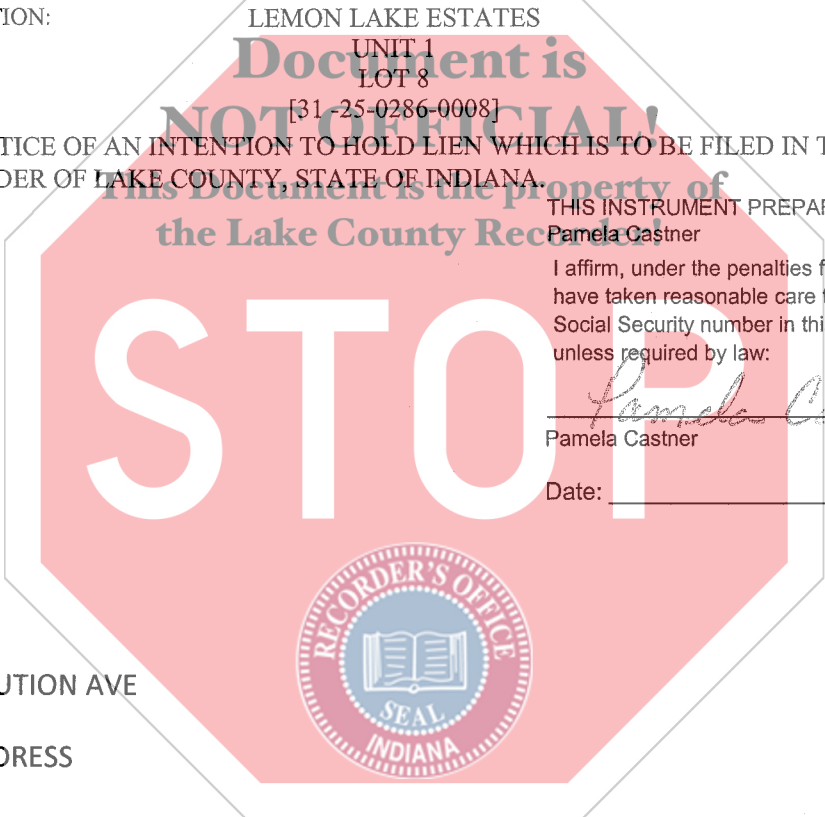 TION:
LEMON LAKE ESTATES
UNIT 1
LOT 8
[31 -25-0286-0008]
TICE OF AN INTENTION TO HOLD LIEN WHICH IS TO BE FILED IN T
DER OF LAKE COUNTY, STATE OF INDIANA.
Document is
NOT OFFICIAL!
This Document is the property of
the Lake County Recorder!
THIS INSTRUMENT PREPAR
Pamela Castner
I affirm, under the penalties f
have taken reasonable care t
Social Security number in thi
unless required by law:
Pamela
Pamela Castner
Date:
STOP
RECORDER'S OFFICE
SEAL
INDIANA
UTION AVE
DRESS